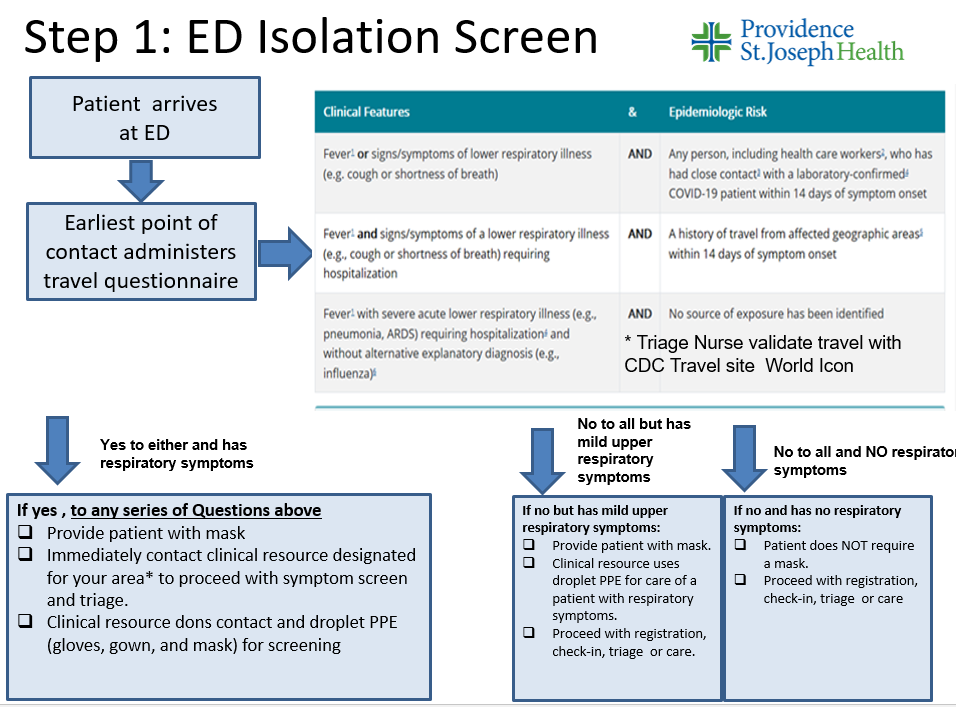 Step 1: ED Isolation Screen
Providence
St.JosephHealth
Patient arrives
at ED
Earliest point of
contact administers
travel questionnaire
Clinical Features & Epidemiologic Risk
Fever¹ or signs/symptoms of lower respiratory illness
(e.g. cough or shortness of breath)
AND
Any person, including health care workers², who has
had close contact³ with a laboratory-confirmed⁴
COVID-19 patient within 14 days of symptom onset
Fever¹ and signs/symptoms of a lower respiratory illness
(e.g., cough or shortness of breath) requiring
hospitalization
AND
A history of travel from affected geographic areas⁵
within 14 days of symptom onset
Fever¹ with severe acute lower respiratory illness (e.g.,
pneumonia, ARDS) requiring hospitalization⁴ and
without alternative explanatory diagnosis (e.g.,
influenza)⁶
AND
No source of exposure has been identified
* Triage Nurse validate travel with
CDC Travel site World Icon
Yes to either and has
respiratory symptoms
No to all but has
mild upper
respiratory
symptoms
No to all and NO respirator
symptoms
If yes , to any series of Questions above
❑ Provide patient with mask
❑ Immediately contact clinical resource designated
for your area* to proceed with symptom screen
and triage.
❑ Clinical resource dons contact and droplet PPE
(gloves, gown, and mask) for screening
If no but has mild upper
respiratory symptoms:
❑ Provide patient with mask.
❑ Clinical resource uses
droplet PPE for care of a
patient with respiratory
symptoms.
❑ Proceed with registration,
check-in, triage or care.
If no and has no respiratory
symptoms:
❑ Patient does NOT require
a mask.
❑ Proceed with registration,
check-in, triage or care